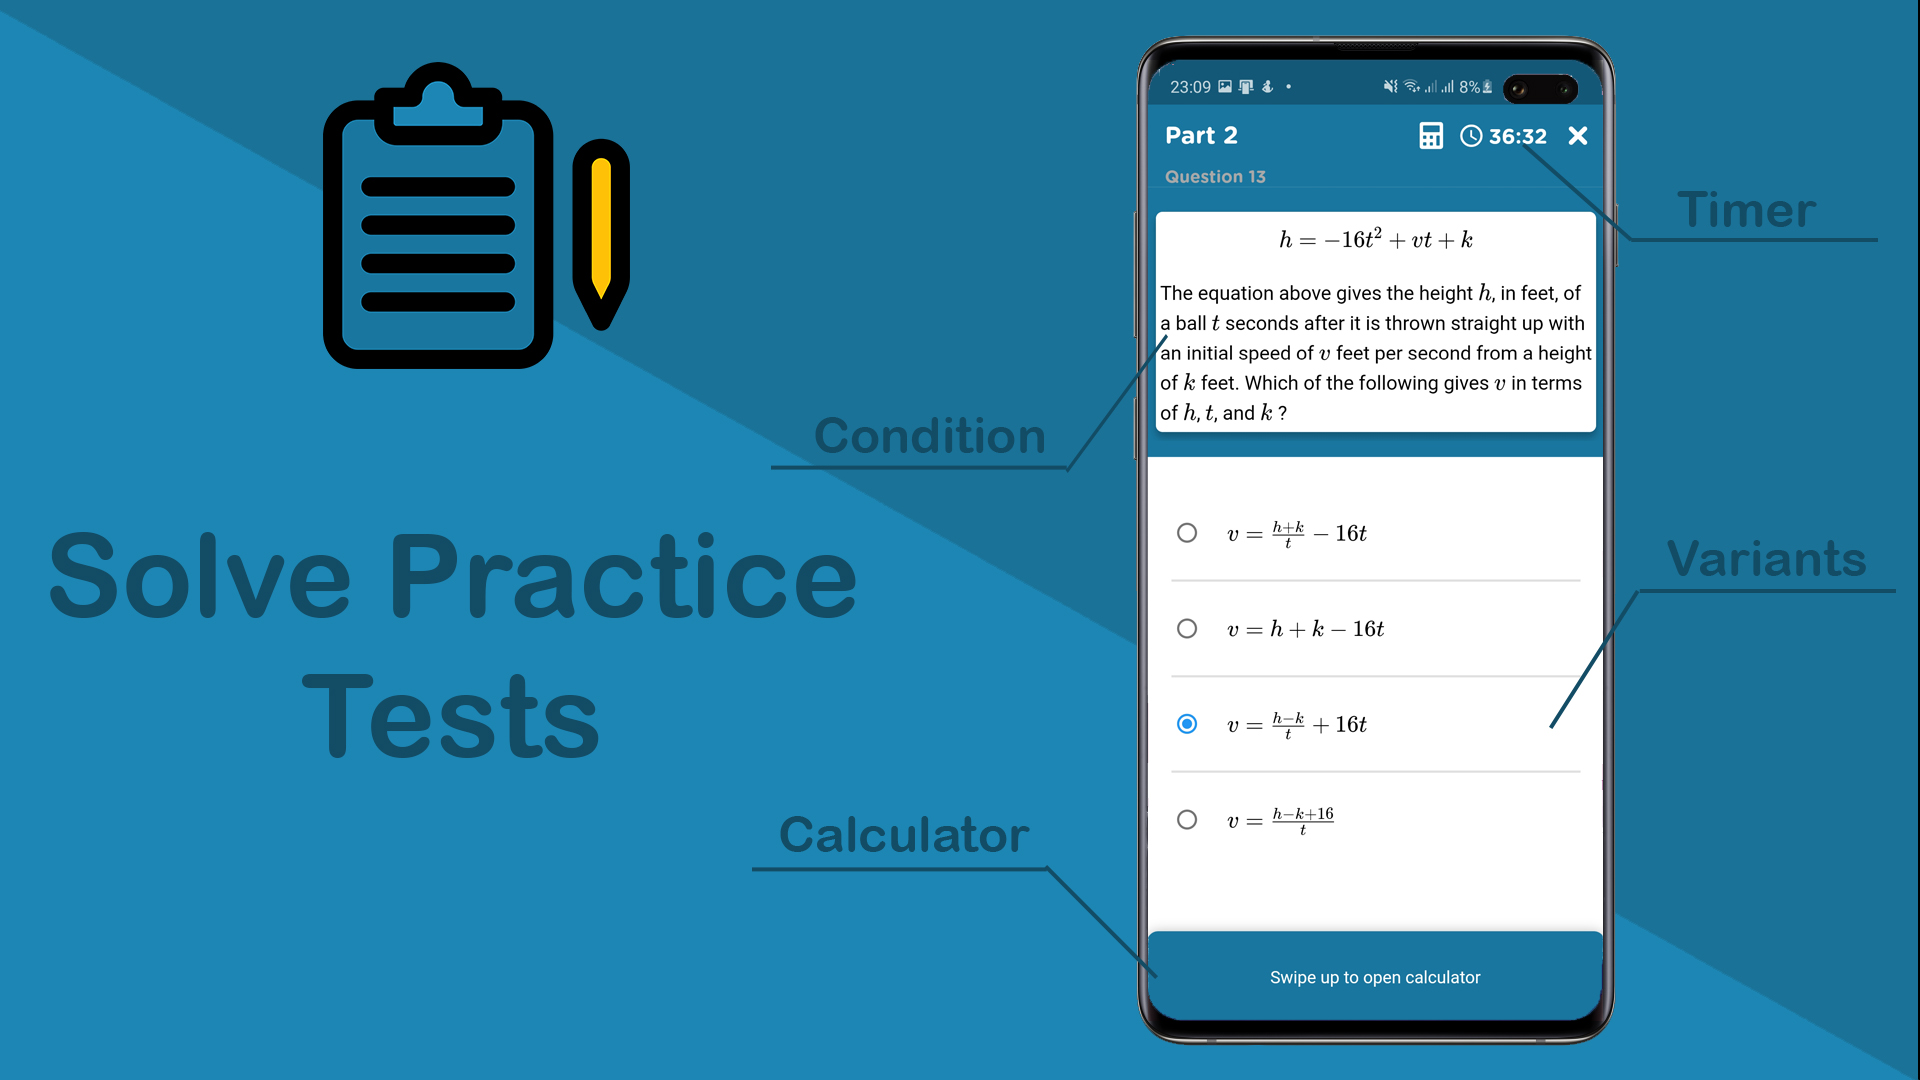 Solve Practice
Tests
Condition
Calculator
Timer
Variants
23:09
8%
Part 2
36:32
Question 13
h = −16t² + vt + k
The equation above gives the height h, in feet, of
a ball t seconds after it is thrown straight up with
an initial speed of v feet per second from a height
of k feet. Which of the following gives v in terms
of h, t, and k ?
v = \frac{h+k}{t} − 16t
v = h + k − 16t
v = \frac{h−k}{t} + 16t
v = \frac{h−k+16}{t}
Swipe up to open calculator